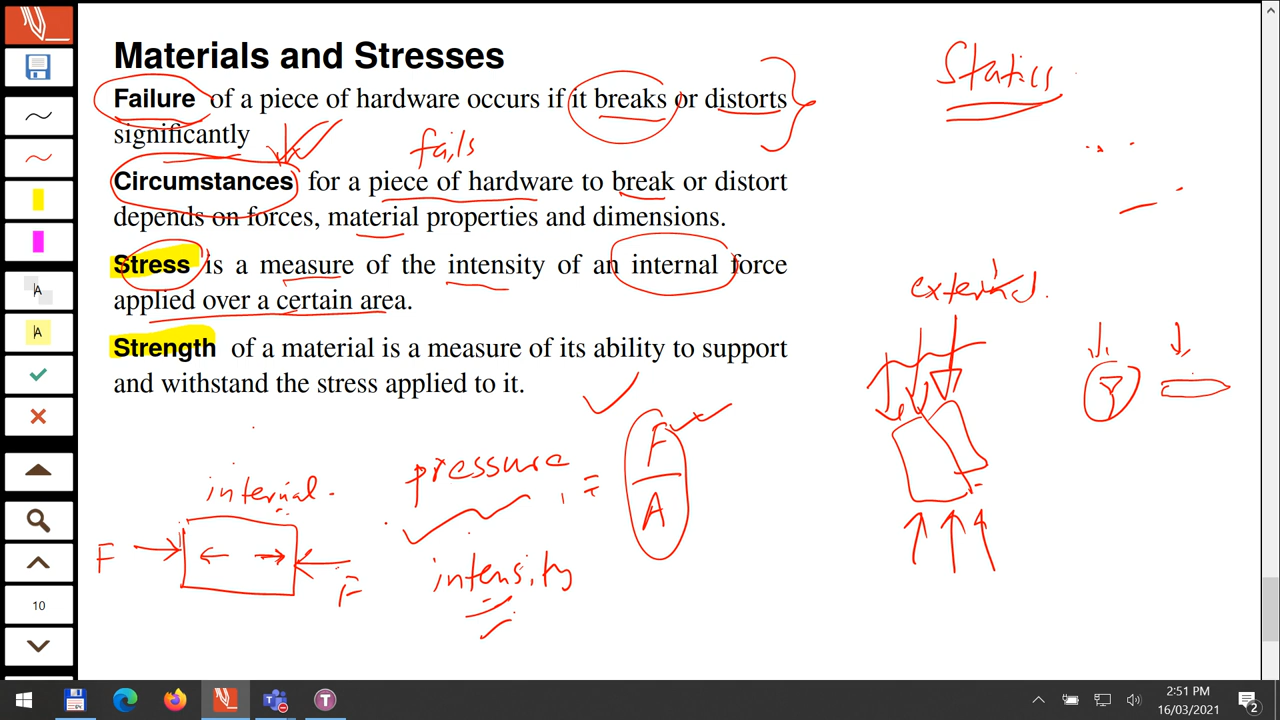 Materials and Stresses
Failure of a piece of hardware occurs if it breaks or distorts
significantly
fails
Circumstances for a piece of hardware to break or distort
depends on forces, material properties and dimensions.
Stress is a measure of the intensity of an internal force
applied over a certain area.
Strength of a material is a measure of its ability to support
and withstand the stress applied to it.
Statics
external.
internal.
F
F
pressure = F
A
intensity
A
A
10
2:51 PM
16/03/2021
2
T